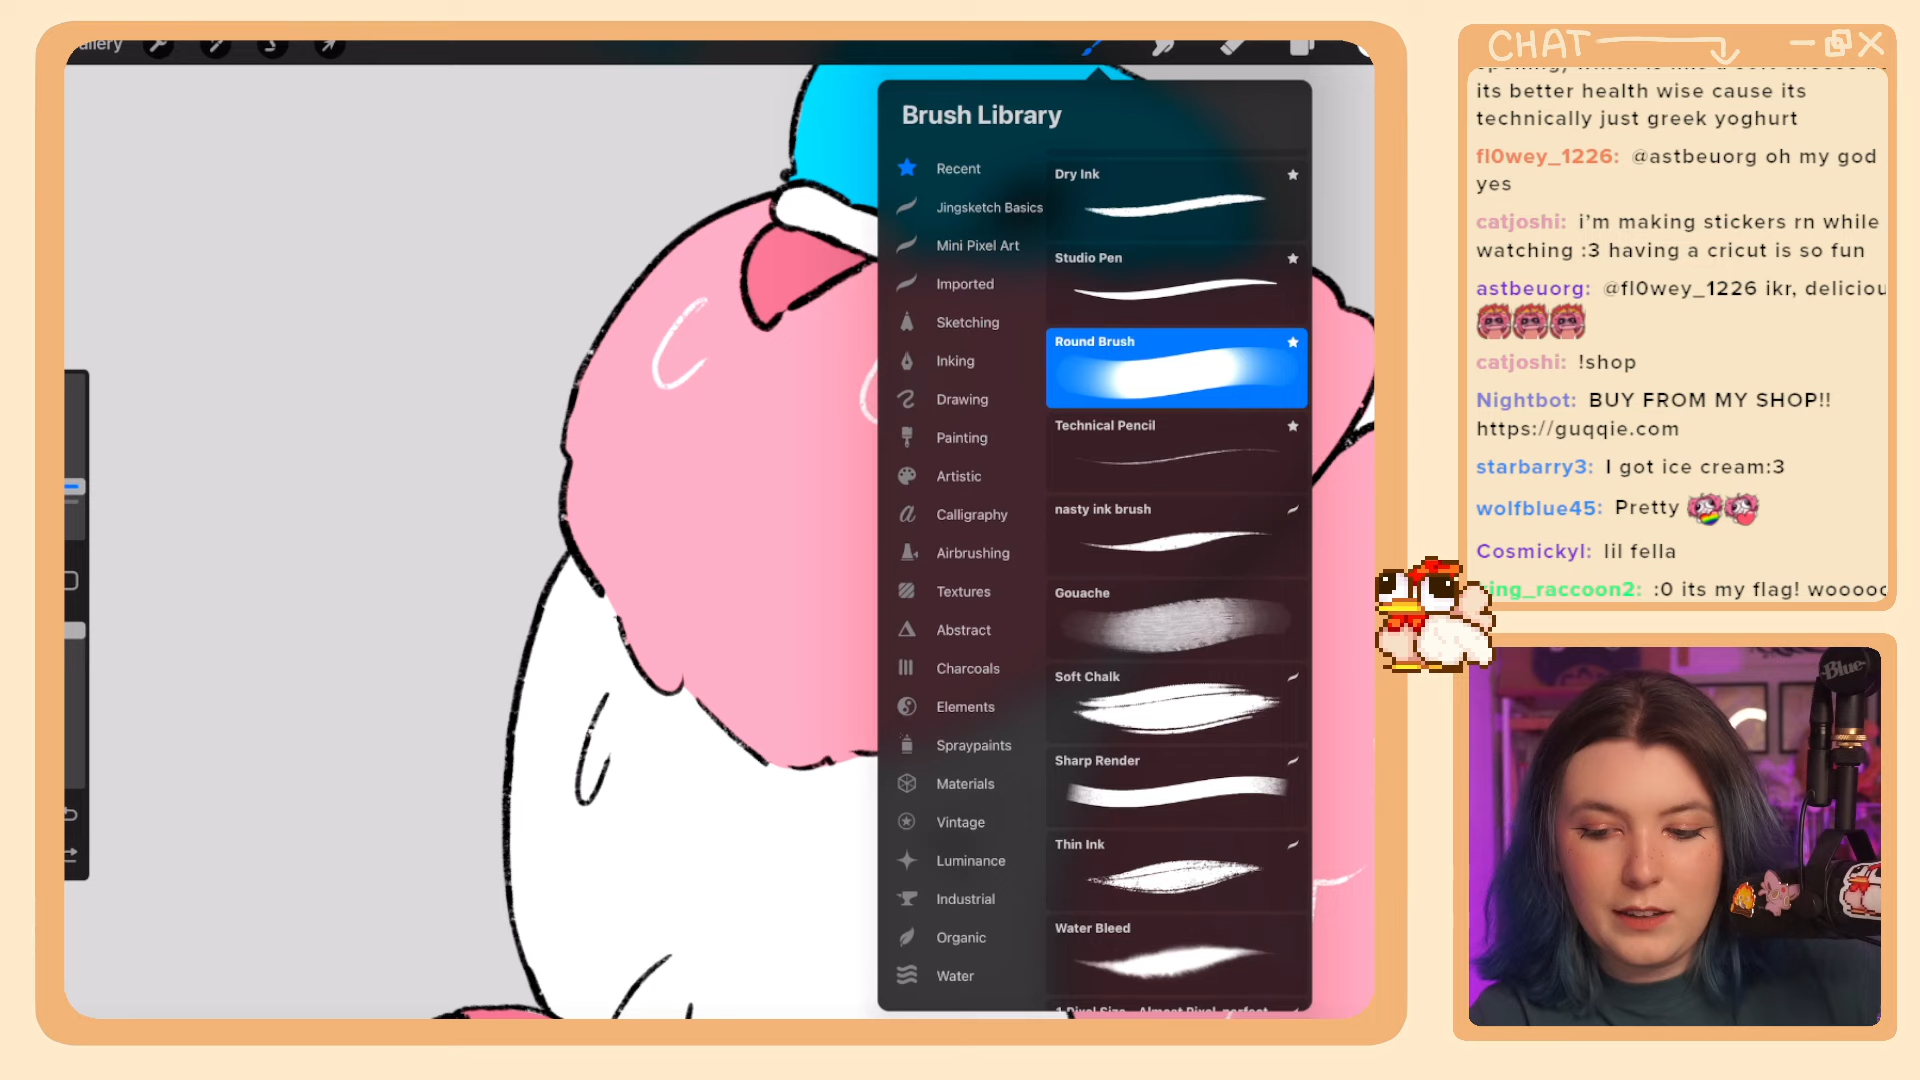 allery
Brush Library
Recent
Jingsketch Basics
Mini Pixel Art
Imported
Sketching
Inking
Drawing
Painting
Artistic
Calligraphy
Airbrushing
Textures
Abstract
Charcoals
Elements
Spraypaints
Materials
Vintage
Luminance
Industrial
Organic
Water
Dry Ink
Studio Pen
Round Brush
Technical Pencil
nasty ink brush
Gouache
Soft Chalk
Sharp Render
Thin Ink
Water Bleed
CHAT
its better health wise cause its
technically just greek yoghurt
fl0wey_1226: @astbeuorg oh my god
yes
catjoshi: i'm making stickers rn while
watching :3 having a cricut is so fun
astbeuorg: @fl0wey_1226 ikr, deliciou
catjoshi: !shop
Nightbot: BUY FROM MY SHOP!!
https://guqqie.com
starbarry3: I got ice cream:3
wolfblue45: Pretty
Cosmickyl: lil fella
ing_raccoon2: :0 its my flag! wooooo
Blue